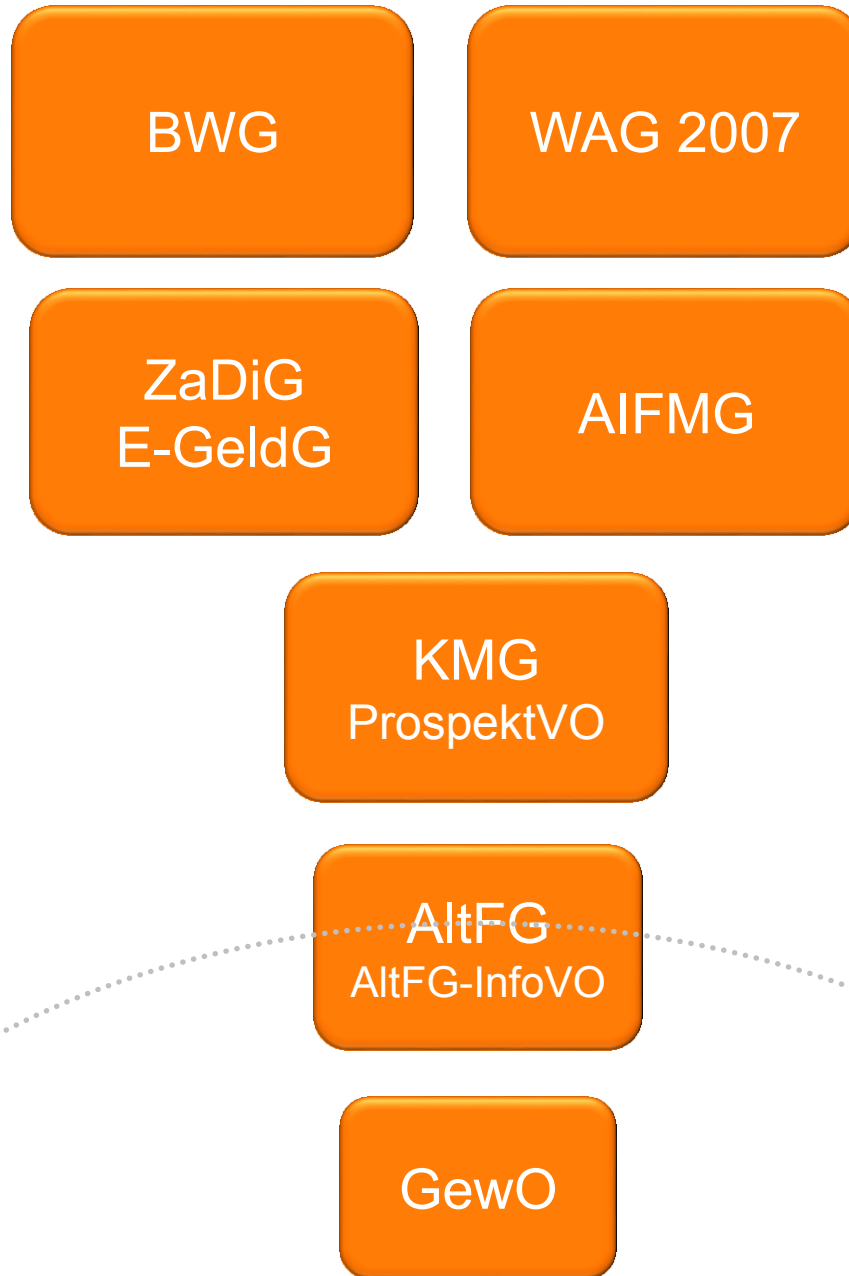 BWG
WAG 2007
ZaDiG
E-GeldG
AIFMG
KMG
ProspektVO
AltFG
AltFG-InfoVO
GewO